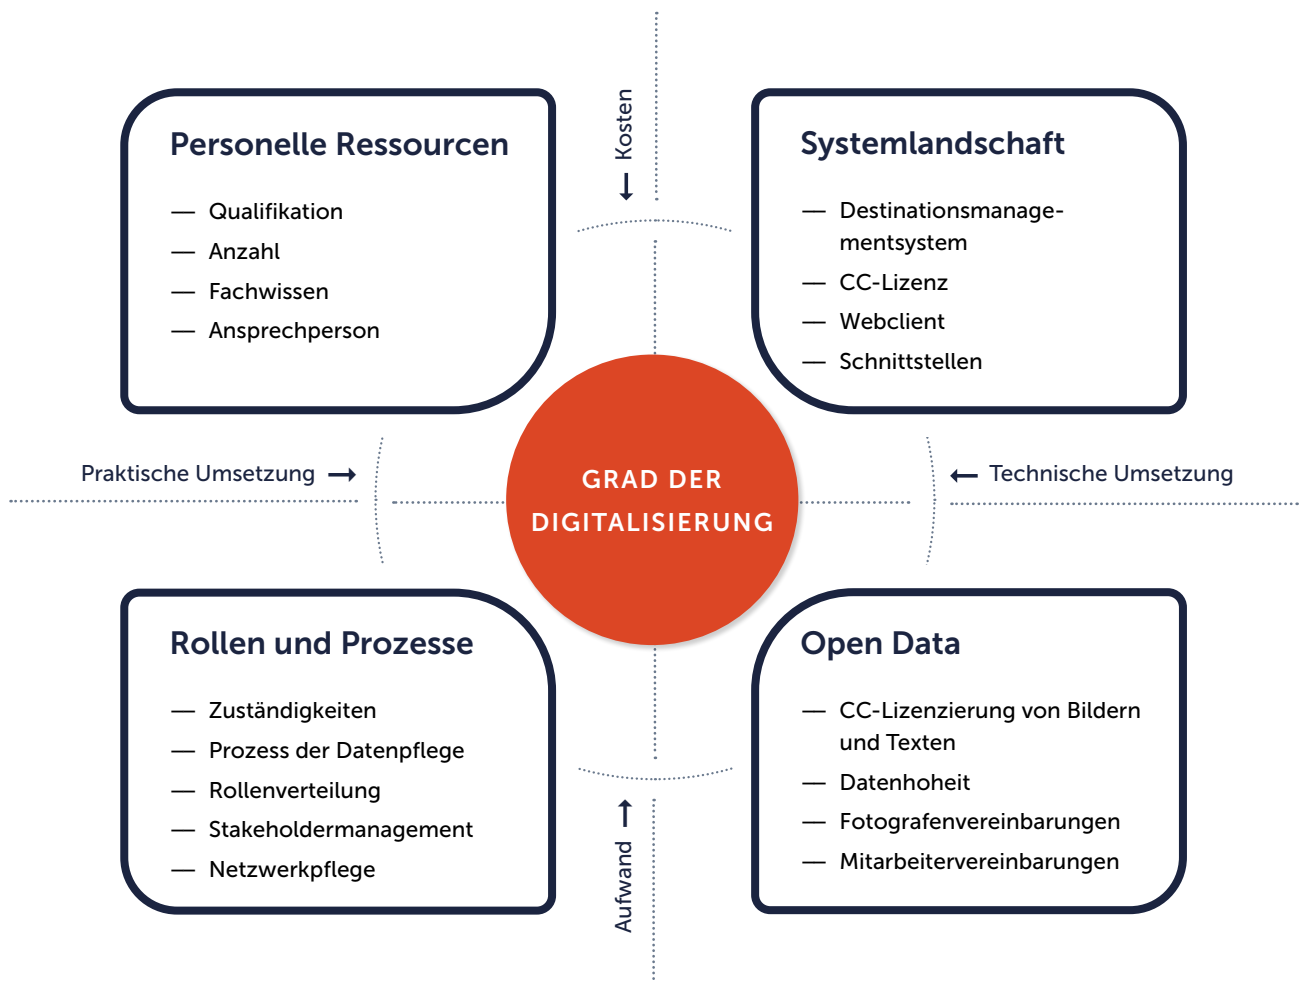 Personelle Ressourcen
— Qualifikation
— Anzahl
— Fachwissen
— Ansprechperson
Kosten
Systemlandschaft
— Destinationsmanage-
mentsystem
— CC-Lizenz
— Webclient
— Schnittstellen
Praktische Umsetzung
GRAD DER
DIGITALISIERUNG
Technische Umsetzung
Rollen und Prozesse
— Zuständigkeiten
— Prozess der Datenpflege
— Rollenverteilung
— Stakeholdermanagement
— Netzwerkpflege
Aufwand
Open Data
— CC-Lizenzierung von Bildern
und Texten
— Datenhoheit
— Fotografenvereinbarungen
— Mitarbeitervereinbarungen